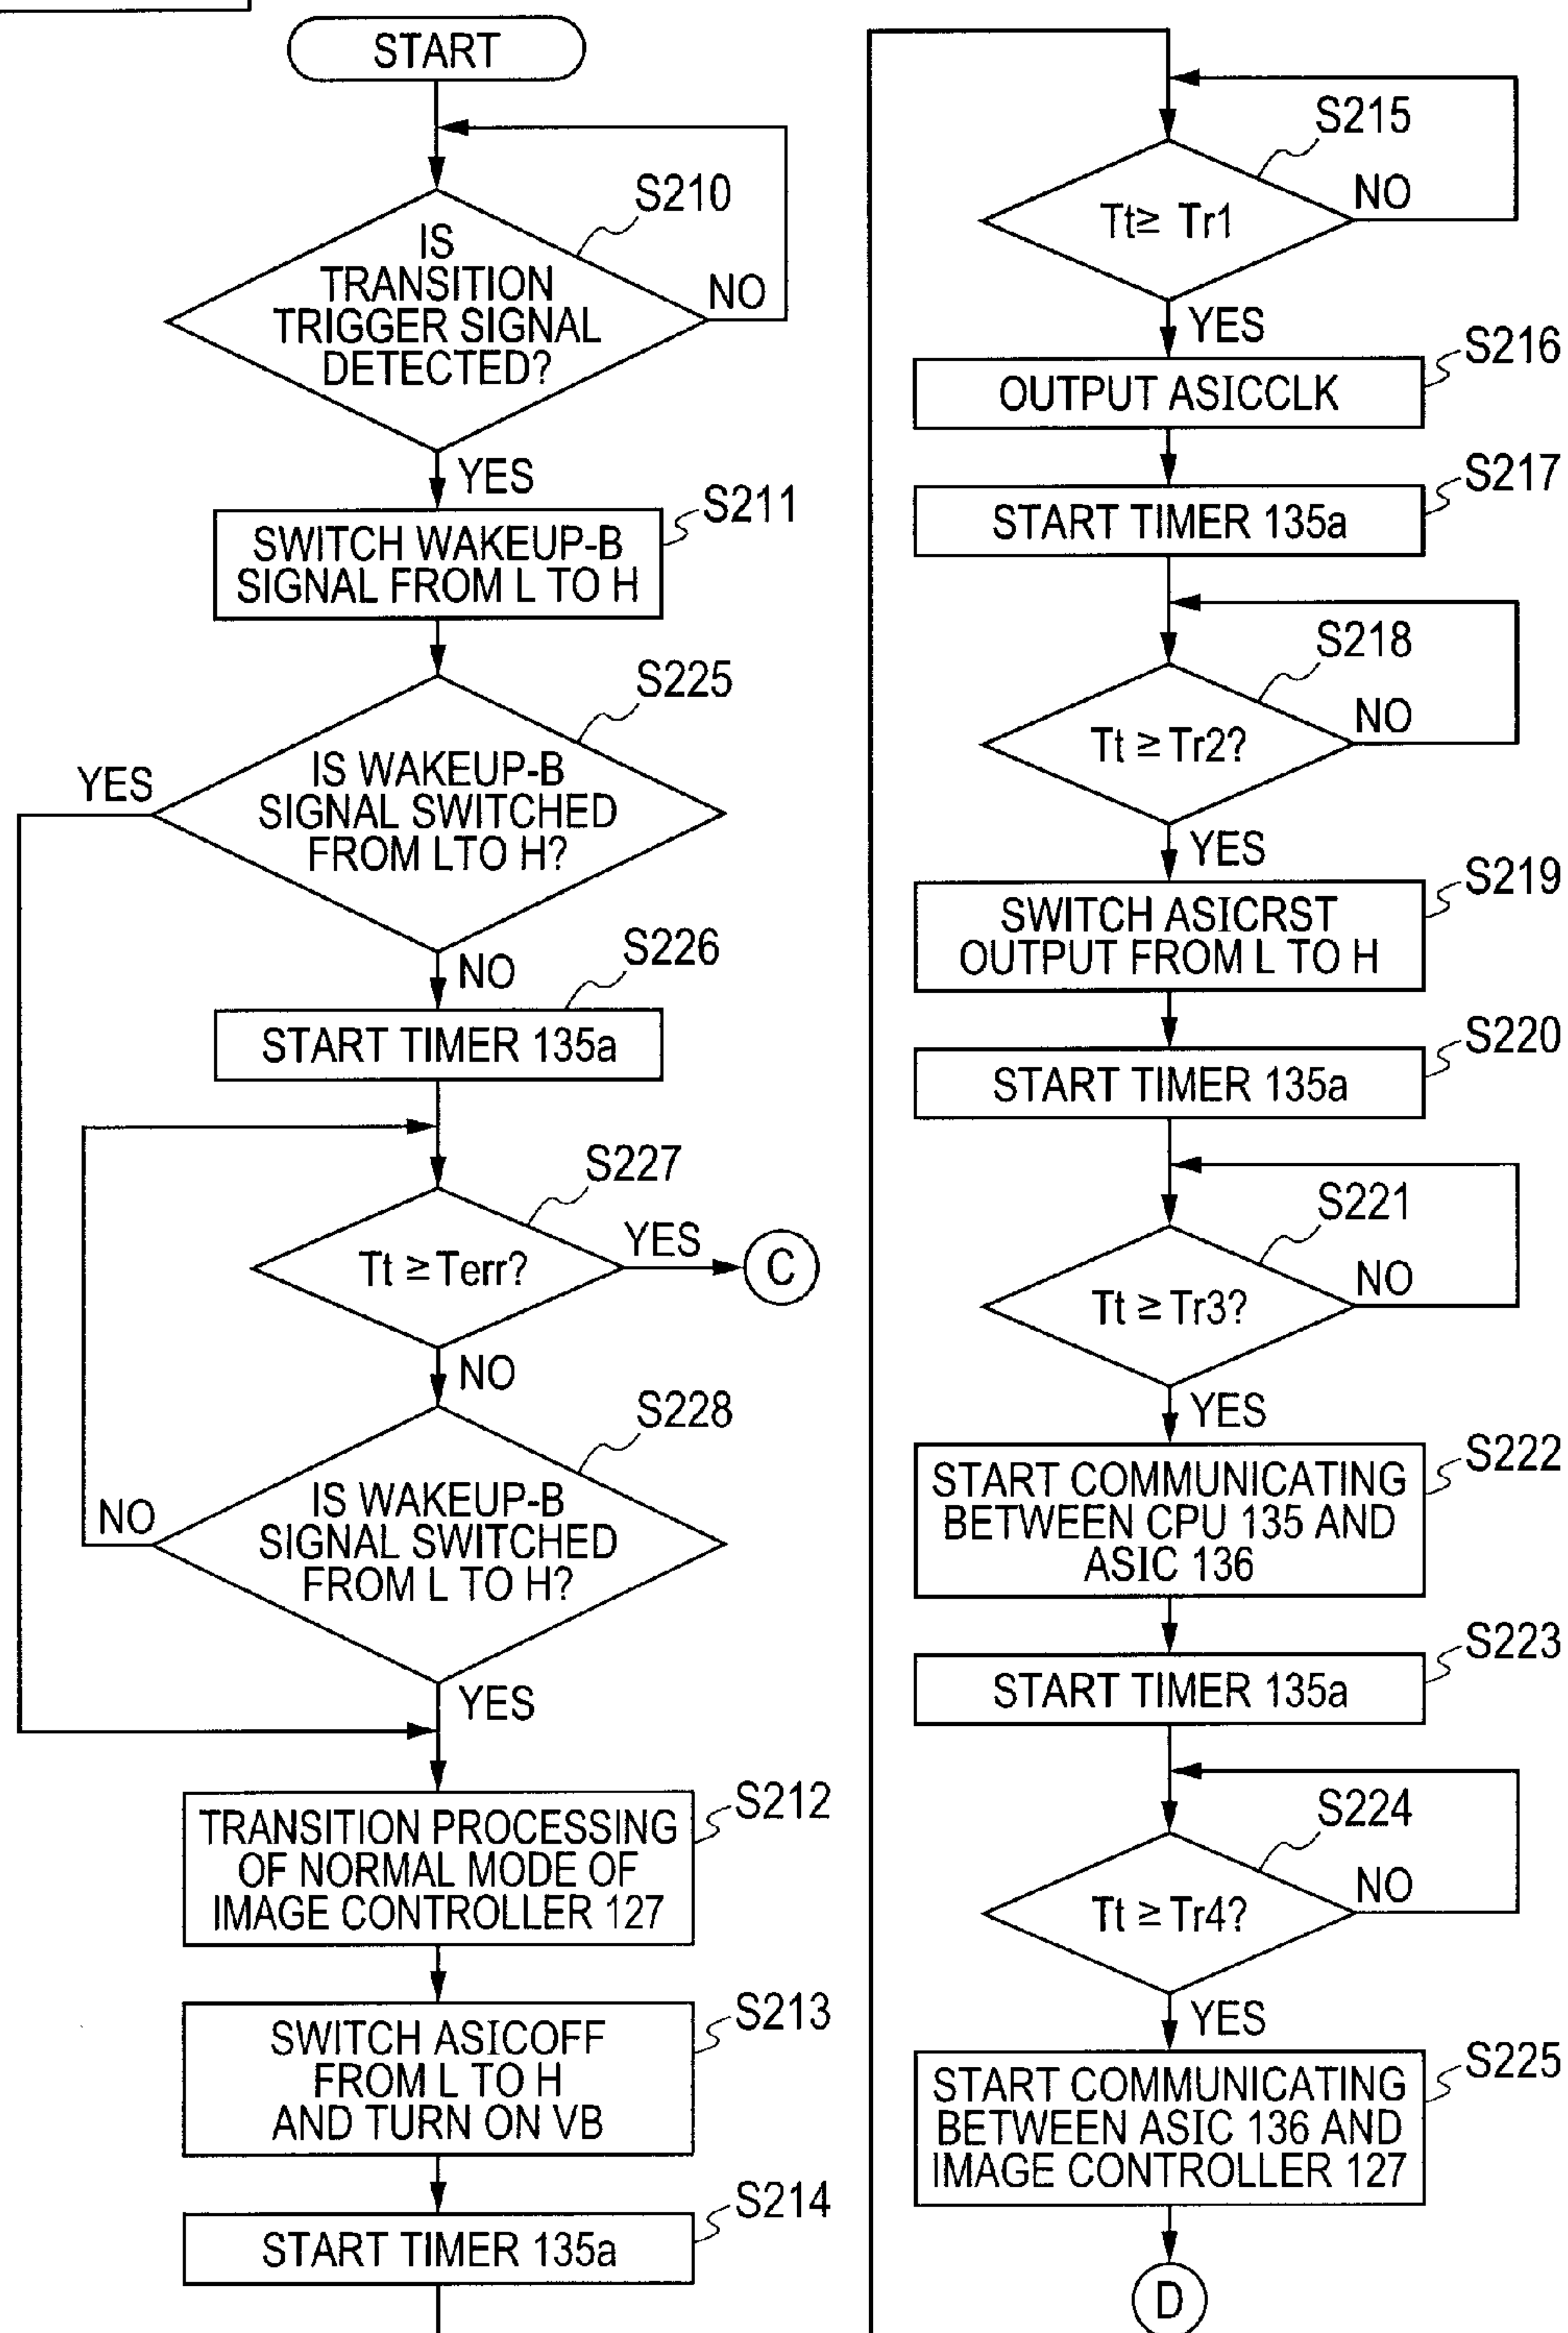 START
S210
IS
TRANSITION
TRIGGER SIGNAL
DETECTED?
NO
YES
S211
SWITCH WAKEUP-B
SIGNAL FROM L TO H
S225
IS WAKEUP-B
SIGNAL SWITCHED
FROM LTO H?
YES
NO
S226
START TIMER 135a
S227
Tt ≥ Terr?
YES
C
NO
S228
IS WAKEUP-B
SIGNAL SWITCHED
FROM L TO H?
NO
YES
S212
TRANSITION PROCESSING
OF NORMAL MODE OF
IMAGE CONTROLLER 127
S213
SWITCH ASICOFF
FROM L TO H
AND TURN ON VB
S214
START TIMER 135a
S215
Tt≥ Tr1
NO
YES
S216
OUTPUT ASICCLK
S217
START TIMER 135a
S218
Tt ≥ Tr2?
NO
YES
S219
SWITCH ASICRST
OUTPUT FROM L TO H
S220
START TIMER 135a
S221
Tt ≥ Tr3?
NO
YES
S222
START COMMUNICATING
BETWEEN CPU 135 AND
ASIC 136
S223
START TIMER 135a
S224
Tt ≥ Tr4?
NO
YES
S225
START COMMUNICATING
BETWEEN ASIC 136 AND
IMAGE CONTROLLER 127
D